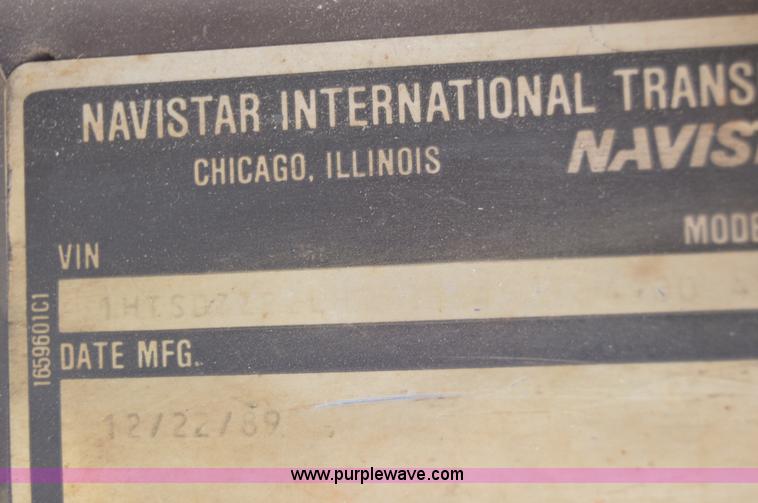 NAVISTAR INTERNATIONAL TRANS
CHICAGO, ILLINOIS
NAVIST
VIN
MODE
1659601C1
DATE MFG.
12/22/89
www.purplewave.com